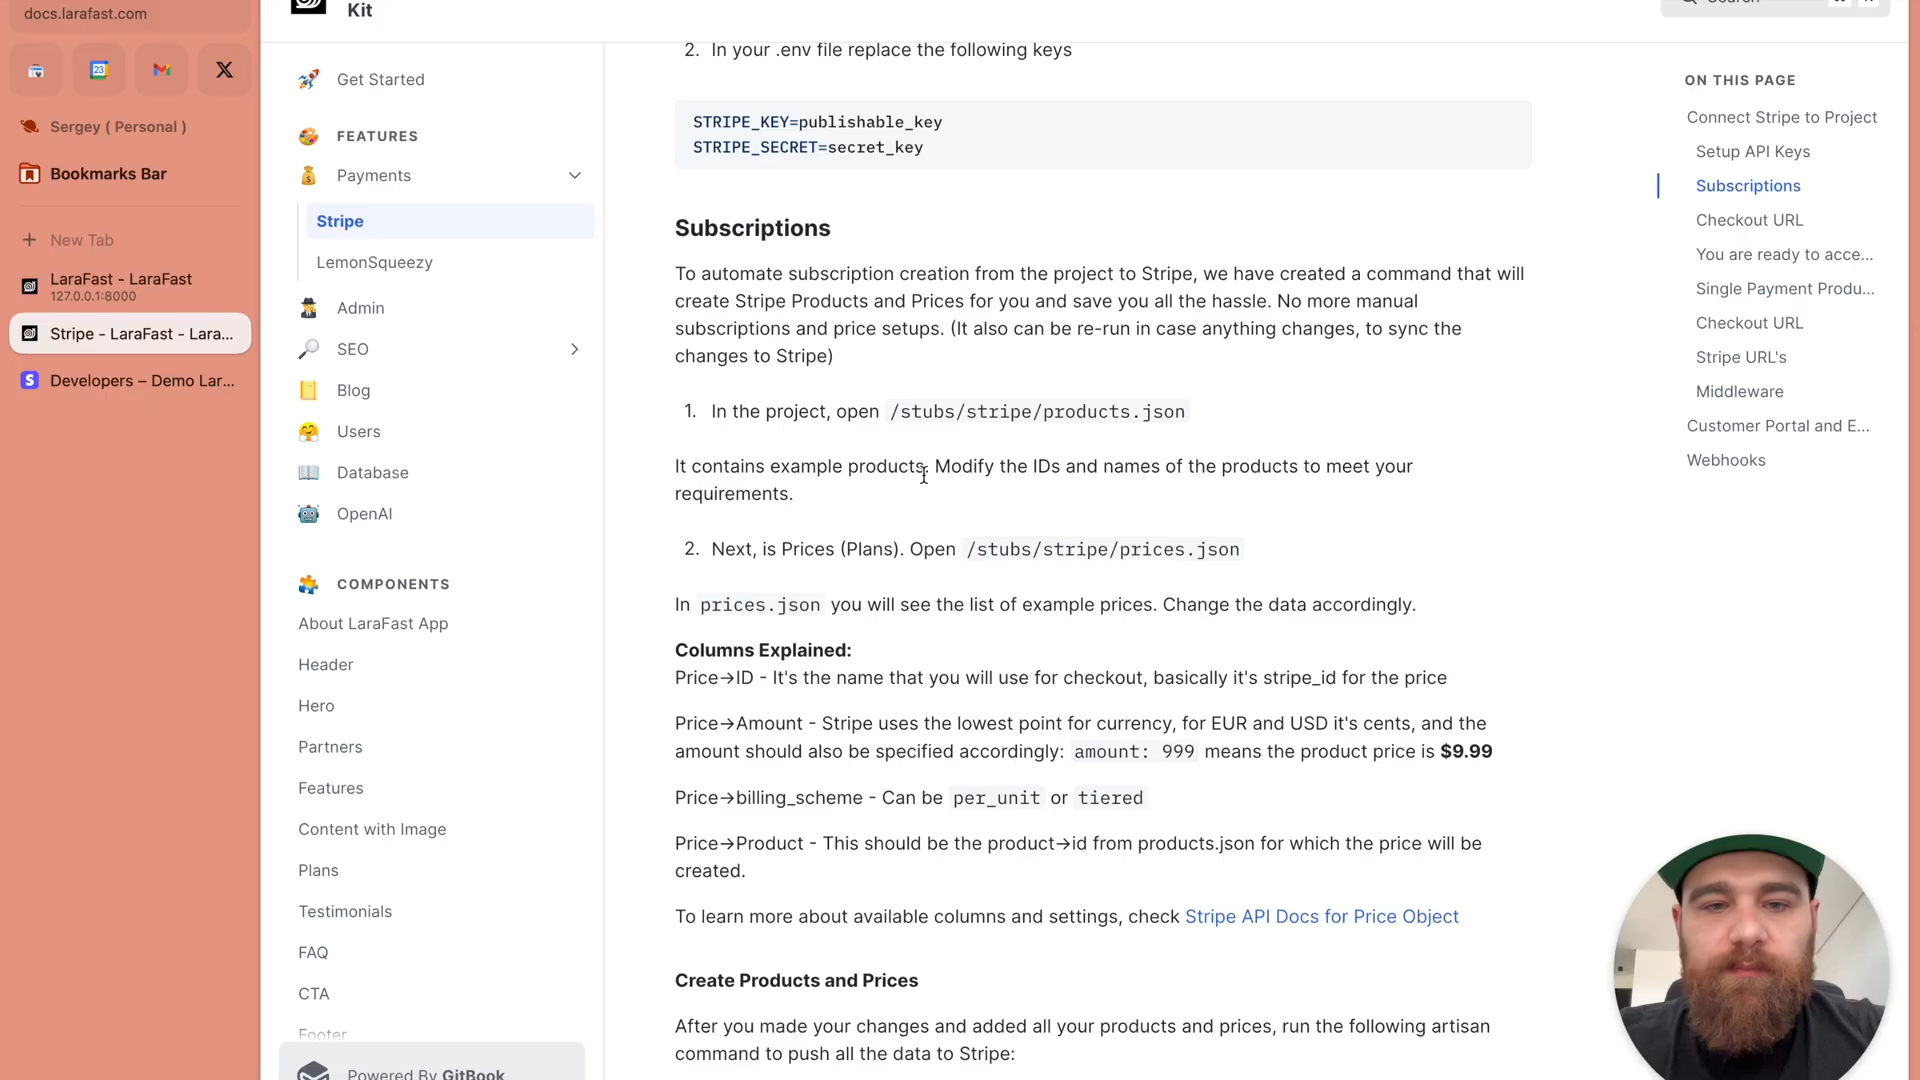 docs.larafast.com
23
Sergey ( Personal )
Bookmarks Bar
New Tab
LaraFast - LaraFast
127.0.0.1:8000
Stripe - LaraFast - Lara...
Developers – Demo Lar...
Kit
Get Started
FEATURES
Payments
Stripe
LemonSqueezy
Admin
SEO
Blog
Users
Database
OpenAI
COMPONENTS
About LaraFast App
Header
Hero
Partners
Features
Content with Image
Plans
Testimonials
FAQ
CTA
Footer
Powered By GitBook
2. In your .env file replace the following keys
STRIPE_KEY=publishable_key
STRIPE_SECRET=secret_key
Subscriptions
To automate subscription creation from the project to Stripe, we have created a command that will
create Stripe Products and Prices for you and save you all the hassle. No more manual
subscriptions and price setups. (It also can be re-run in case anything changes, to sync the
changes to Stripe)
1. In the project, open /stubs/stripe/products.json
It contains example products. Modify the IDs and names of the products to meet your
requirements.
2. Next, is Prices (Plans). Open /stubs/stripe/prices.json
In prices.json you will see the list of example prices. Change the data accordingly.
Columns Explained:
Price→ID - It's the name that you will use for checkout, basically it's stripe_id for the price
Price→Amount - Stripe uses the lowest point for currency, for EUR and USD it's cents, and the
amount should also be specified accordingly: amount: 999 means the product price is $9.99
Price→billing_scheme - Can be per_unit or tiered
Price→Product - This should be the product→id from products.json for which the price will be
created.
To learn more about available columns and settings, check Stripe API Docs for Price Object
Create Products and Prices
After you made your changes and added all your products and prices, run the following artisan
command to push all the data to Stripe:
Search
ON THIS PAGE
Connect Stripe to Project
Setup API Keys
Subscriptions
Checkout URL
You are ready to acce...
Single Payment Produ...
Checkout URL
Stripe URL's
Middleware
Customer Portal and E...
Webhooks